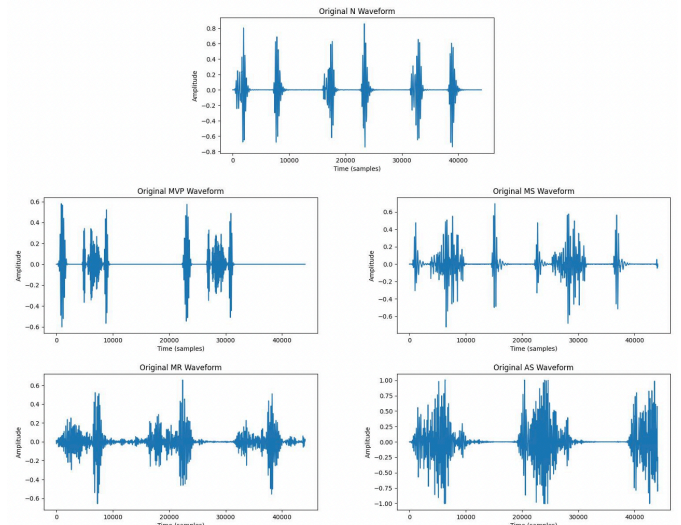 Original N Waveform
Amplitude
0.8
0.6
0.4
0.2
0.0
−0.2
−0.4
−0.6
−0.8
0 10000 20000 30000 40000
Time (samples)
Original MVP Waveform
Amplitude
0.6
0.4
0.2
0.0
−0.2
−0.4
−0.6
0 10000 20000 30000 40000
Time (samples)
Original MS Waveform
Amplitude
0.6
0.4
0.2
0.0
−0.2
−0.4
−0.6
0 10000 20000 30000 40000
Time (samples)
Original MR Waveform
Amplitude
0.6
0.4
0.2
0.0
−0.2
−0.4
−0.6
0 10000 20000 30000 40000
Time (samples)
Original AS Waveform
Amplitude
1.00
0.75
0.50
0.25
0.00
−0.25
−0.50
−0.75
−1.00
0 10000 20000 30000 40000
Time (samples)